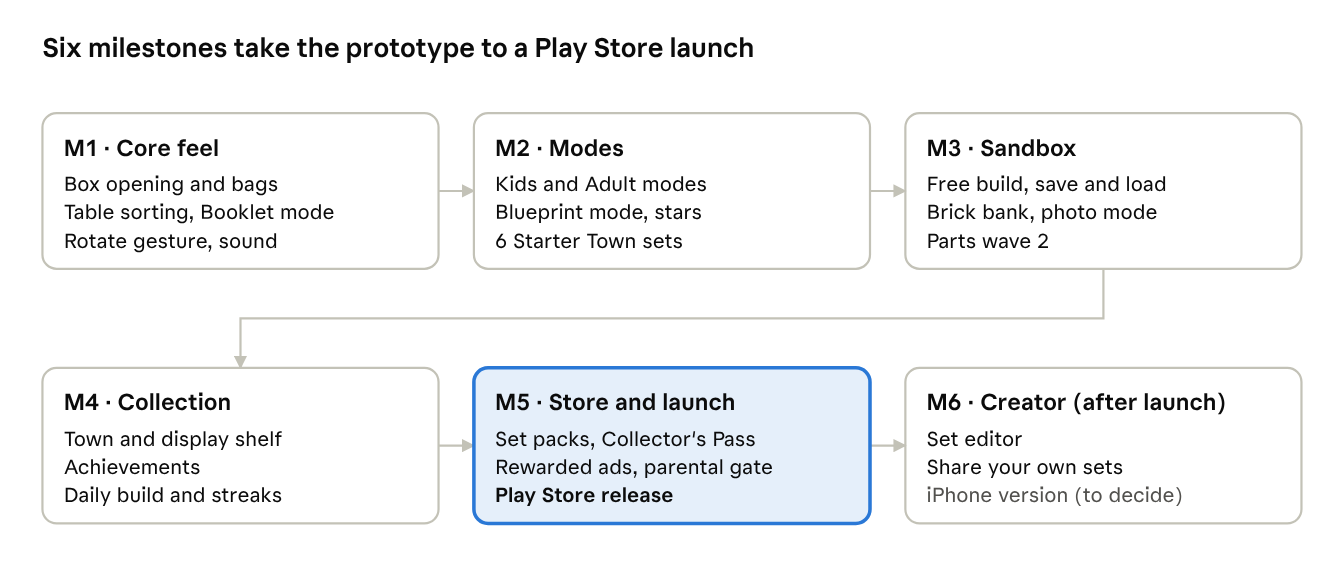 Six milestones take the prototype to a Play Store launch
M1 · Core feel
Box opening and bags
Table sorting, Booklet mode
Rotate gesture, sound
M2 · Modes
Kids and Adult modes
Blueprint mode, stars
6 Starter Town sets
M3 · Sandbox
Free build, save and load
Brick bank, photo mode
Parts wave 2
M4 · Collection
Town and display shelf
Achievements
Daily build and streaks
M5 · Store and launch
Set packs, Collector's Pass
Rewarded ads, parental gate
Play Store release
M6 · Creator (after launch)
Set editor
Share your own sets
iPhone version (to decide)